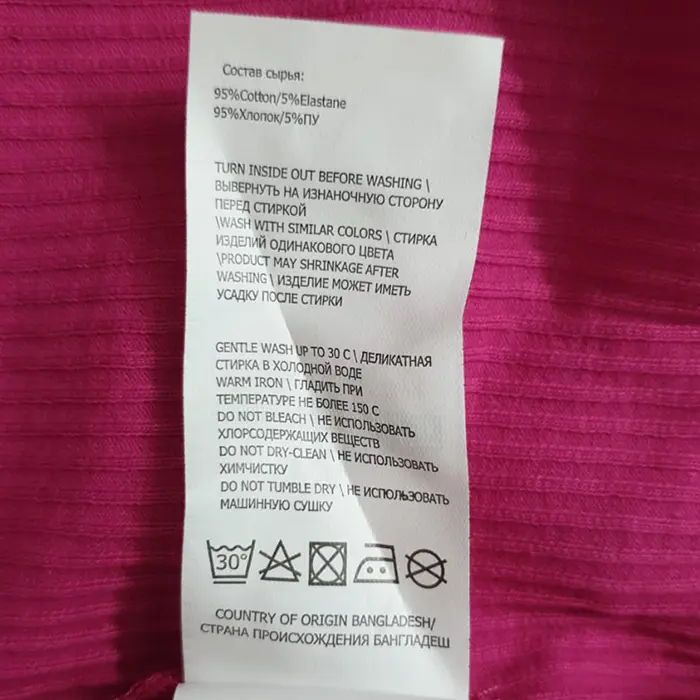 Состав сырья:
95%Cotton/5%Elastane
95%Хлопок/5%ПУ
TURN INSIDE OUT BEFORE WASHING \
ВЫВЕРНУТЬ НА ИЗНАНОЧНУЮ СТОРОНУ
ПЕРЕД СТИРКОЙ
\WASH WITH SIMILAR COLORS \ СТИРКА
ИЗДЕЛИЙ ОДИНАКОВОГО ЦВЕТА
\PRODUCT MAY SHRINKAGE AFTER
WASHING \ ИЗДЕЛИЕ МОЖЕТ ИМЕТЬ
УСАДКУ ПОСЛЕ СТИРКИ
GENTLE WASH UP TO 30 C \ ДЕЛИКАТНАЯ
СТИРКА В ХОЛОДНОЙ ВОДЕ
WARM IRON \ ГЛАДИТЬ ПРИ
ТЕМПЕРАТУРЕ НЕ БОЛЕЕ 150 C
DO NOT BLEACH \ НЕ ИСПОЛЬЗОВАТЬ
ХЛОРСОДЕРЖАЩИХ ВЕЩЕСТВ
DO NOT DRY-CLEAN \ НЕ ИСПОЛЬЗОВАТЬ
ХИМЧИСТКУ
DO NOT TUMBLE DRY \ НЕ ИСПОЛЬЗОВАТЬ
МАШИННУЮ СУШКУ
30°
COUNTRY OF ORIGIN BANGLADESH/
СТРАНА ПРОИСХОЖДЕНИЯ БАНГЛАДЕШ